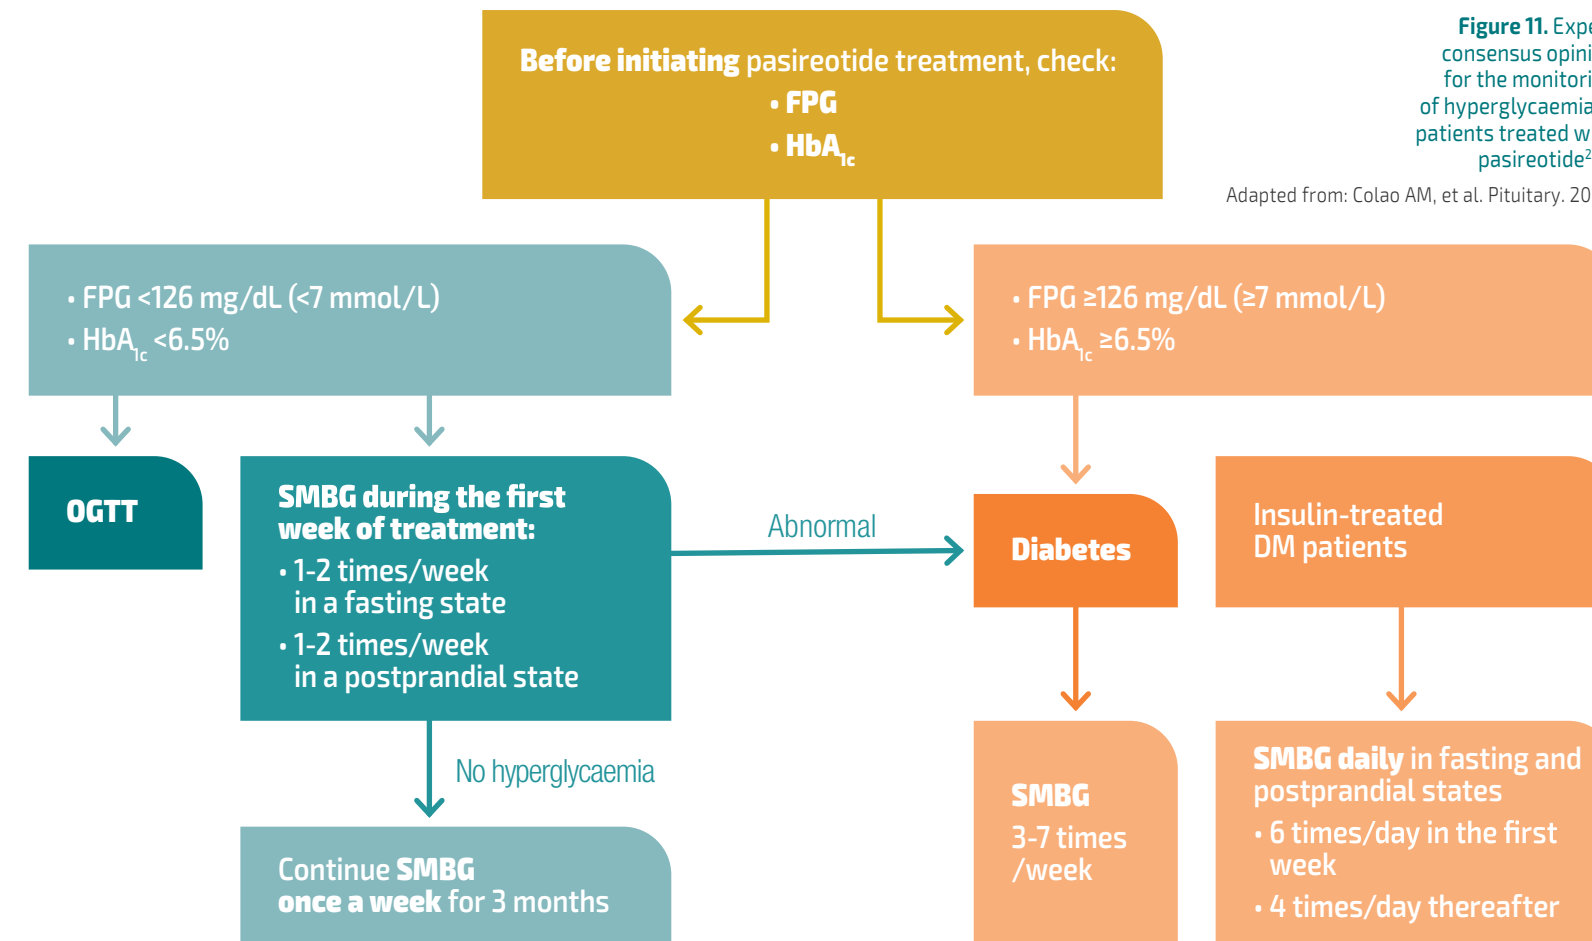 Before initiating pasireotide treatment, check:
• FPG
• HbA1c
Figure 11. Expe
consensus opini
for the monitori
of hyperglycaemia
patients treated w
pasireotide2
Adapted from: Colao AM, et al. Pituitary. 20
• FPG <126 mg/dL (<7 mmol/L)
• HbA1c <6.5%
• FPG ≥126 mg/dL (≥7 mmol/L)
• HbA1c ≥6.5%
OGTT
SMBG during the first
week of treatment:
• 1-2 times/week
in a fasting state
• 1-2 times/week
in a postprandial state
Abnormal
Diabetes
Insulin-treated
DM patients
No hyperglycaemia
Continue SMBG
once a week for 3 months
SMBG
3-7 times
/week
SMBG daily in fasting and
postprandial states
• 6 times/day in the first
week
• 4 times/day thereafter